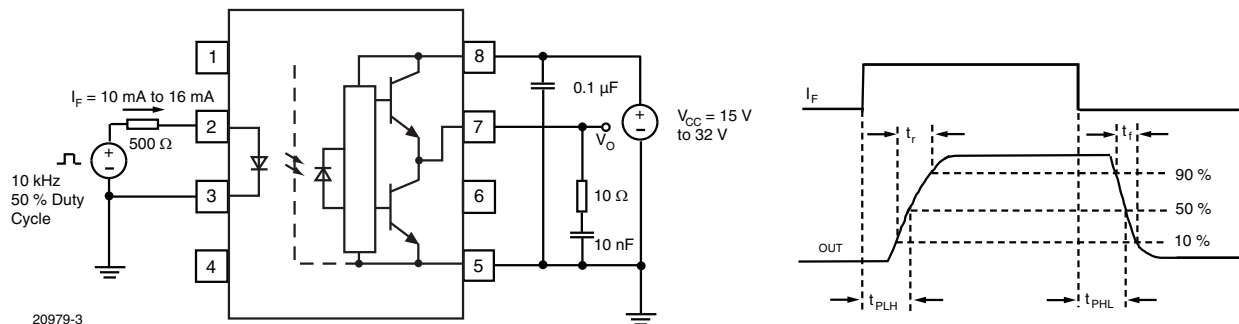 1
2
3
4
8
7
6
5
I_F = 10 mA to 16 mA
500 Ω
+
-
10 kHz
50 % Duty
Cycle
0.1 µF
V_O
+
-
V_CC = 15 V
to 32 V
10 Ω
10 nF
20979-3
I_F
t_r
t_f
90 %
50 %
10 %
OUT
t_PLH
t_PHL